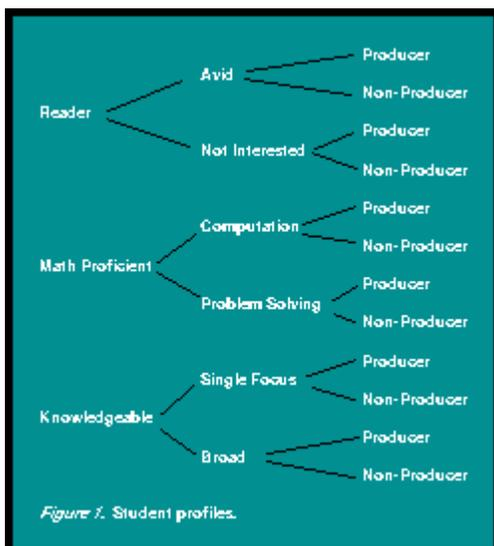 Producer
Avid
Non-Producer
Reader
Producer
Not Interested
Non-Producer
Producer
Computation
Non-Producer
Math Proficient
Producer
Problem Solving
Non-Producer
Producer
Single Focus
Non-Producer
Knowledgeable
Producer
Broad
Non-Producer
Figure 1. Student profiles.